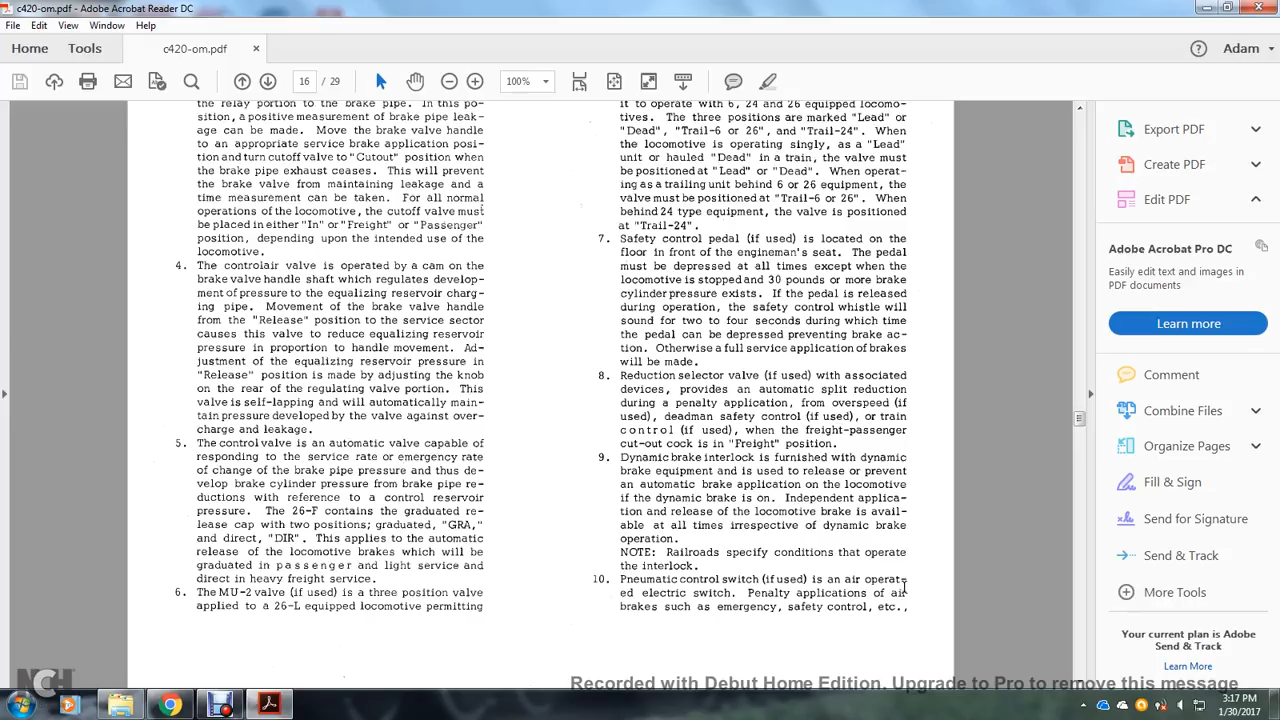 c420-om.pdf - Adobe Acrobat Reader DC
File Edit View Window Help
Home Tools c420-om.pdf × Adam
16 / 29 100%
the relay portion to the brake pipe. In this po-
sition, a positive measurement of brake pipe leak-
age can be made. Move the brake valve handle
to an appropriate service brake application posi-
tion and turn cutoff valve to "Cutout" position when
the brake pipe exhaust ceases. This will prevent
the brake valve from maintaining leakage and a
time measurement can be taken. For all normal
operations of the locomotive, the cutoff valve must
be placed in either "In" or "Freight" or "Passenger"
position, depending upon the intended use of the
locomotive.
4. The controlair valve is operated by a cam on the
brake valve handle shaft which regulates develop-
ment of pressure to the equalizing reservoir charg-
ing pipe. Movement of the brake valve handle
from the "Release" position to the service sector
causes this valve to reduce equalizing reservoir
pressure in proportion to handle movement. Ad-
justment of the equalizing reservoir pressure in
"Release" position is made by adjusting the knob
on the rear of the regulating valve portion. This
valve is self-lapping and will automatically main-
tain pressure developed by the valve against over-
charge and leakage.
5. The control valve is an automatic valve capable of
responding to the service rate or emergency rate
of change of the brake pipe pressure and thus de-
velop brake cylinder pressure from brake pipe re-
ductions with reference to a control reservoir
pressure. The 26-F contains the graduated re-
lease cap with two positions; graduated, "GRA,"
and direct, "DIR". This applies to the automatic
release of the locomotive brakes which will be
graduated in passenger and light service and
direct in heavy freight service.
6. The MU-2 valve (if used) is a three position valve
applied to a 26-L equipped locomotive permitting
it to operate with 6, 24 and 26 equipped locomo-
tives. The three positions are marked "Lead" or
"Dead", "Trail-6 or 26", and "Trail-24". When
the locomotive is operating singly, as a "Lead"
unit or hauled "Dead" in a train, the valve must
be positioned at "Lead" or "Dead". When operat-
ing as a trailing unit behind 6 or 26 equipment, the
valve must be positioned at "Trail-6 or 26". When
behind 24 type equipment, the valve is positioned
at "Trail-24".
7. Safety control pedal (if used) is located on the
floor in front of the engineman's seat. The pedal
must be depressed at all times except when the
locomotive is stopped and 30 pounds or more brake
cylinder pressure exists. If the pedal is released
during operation, the safety control whistle will
sound for two to four seconds during which time
the pedal can be depressed preventing brake ac-
tion. Otherwise a full service application of brakes
will be made.
8. Reduction selector valve (if used) with associated
devices, provides an automatic split reduction
during a penalty application, from overspeed (if
used), deadman safety control (if used), or train
control (if used), when the freight-passenger
cut-out cock is in "Freight" position.
9. Dynamic brake interlock is furnished with dynamic
brake equipment and is used to release or prevent
an automatic brake application on the locomotive
if the dynamic brake is on. Independent applica-
tion and release of the locomotive brake is avail-
able at all times irrespective of dynamic brake
operation.
NOTE: Railroads specify conditions that operate
the interlock.
10. Pneumatic control switch (if used) is an air operat-
ed electric switch. Penalty applications of air
brakes such as emergency, safety control, etc.,
Export PDF
Create PDF
Edit PDF
Adobe Acrobat Pro DC
Easily edit text and images in
PDF documents
Learn more
Comment
Combine Files
Organize Pages
Fill & Sign
Send for Signature
Send & Track
More Tools
Your current plan is Adobe
Send & Track
Learn More
NCH
Recorded with Debut Home Edition. Upgrade to Pro to remove this message
3:17 PM
1/30/2017